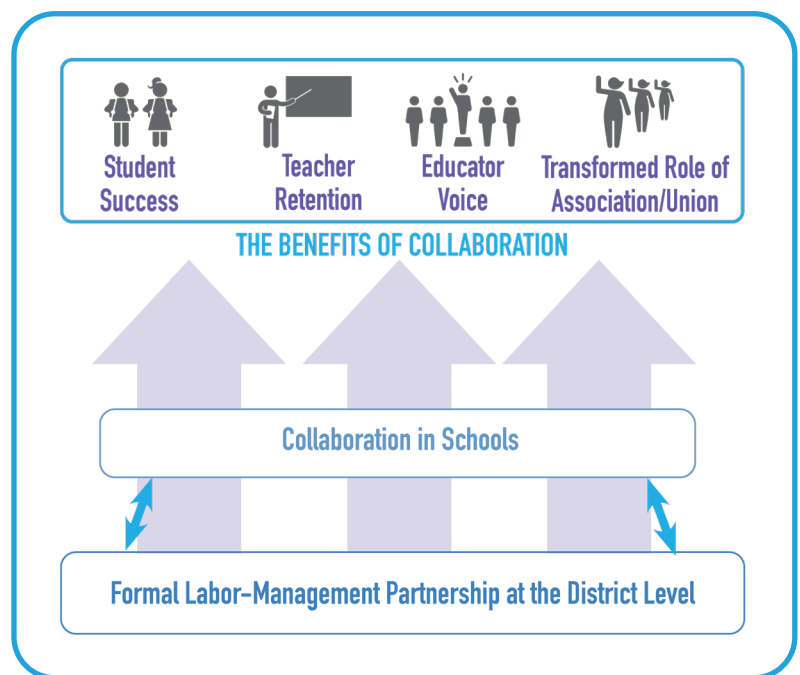 Student
Success
Teacher
Retention
Educator
Voice
Transformed Role of
Association/Union
THE BENEFITS OF COLLABORATION
Collaboration in Schools
Formal Labor-Management Partnership at the District Level